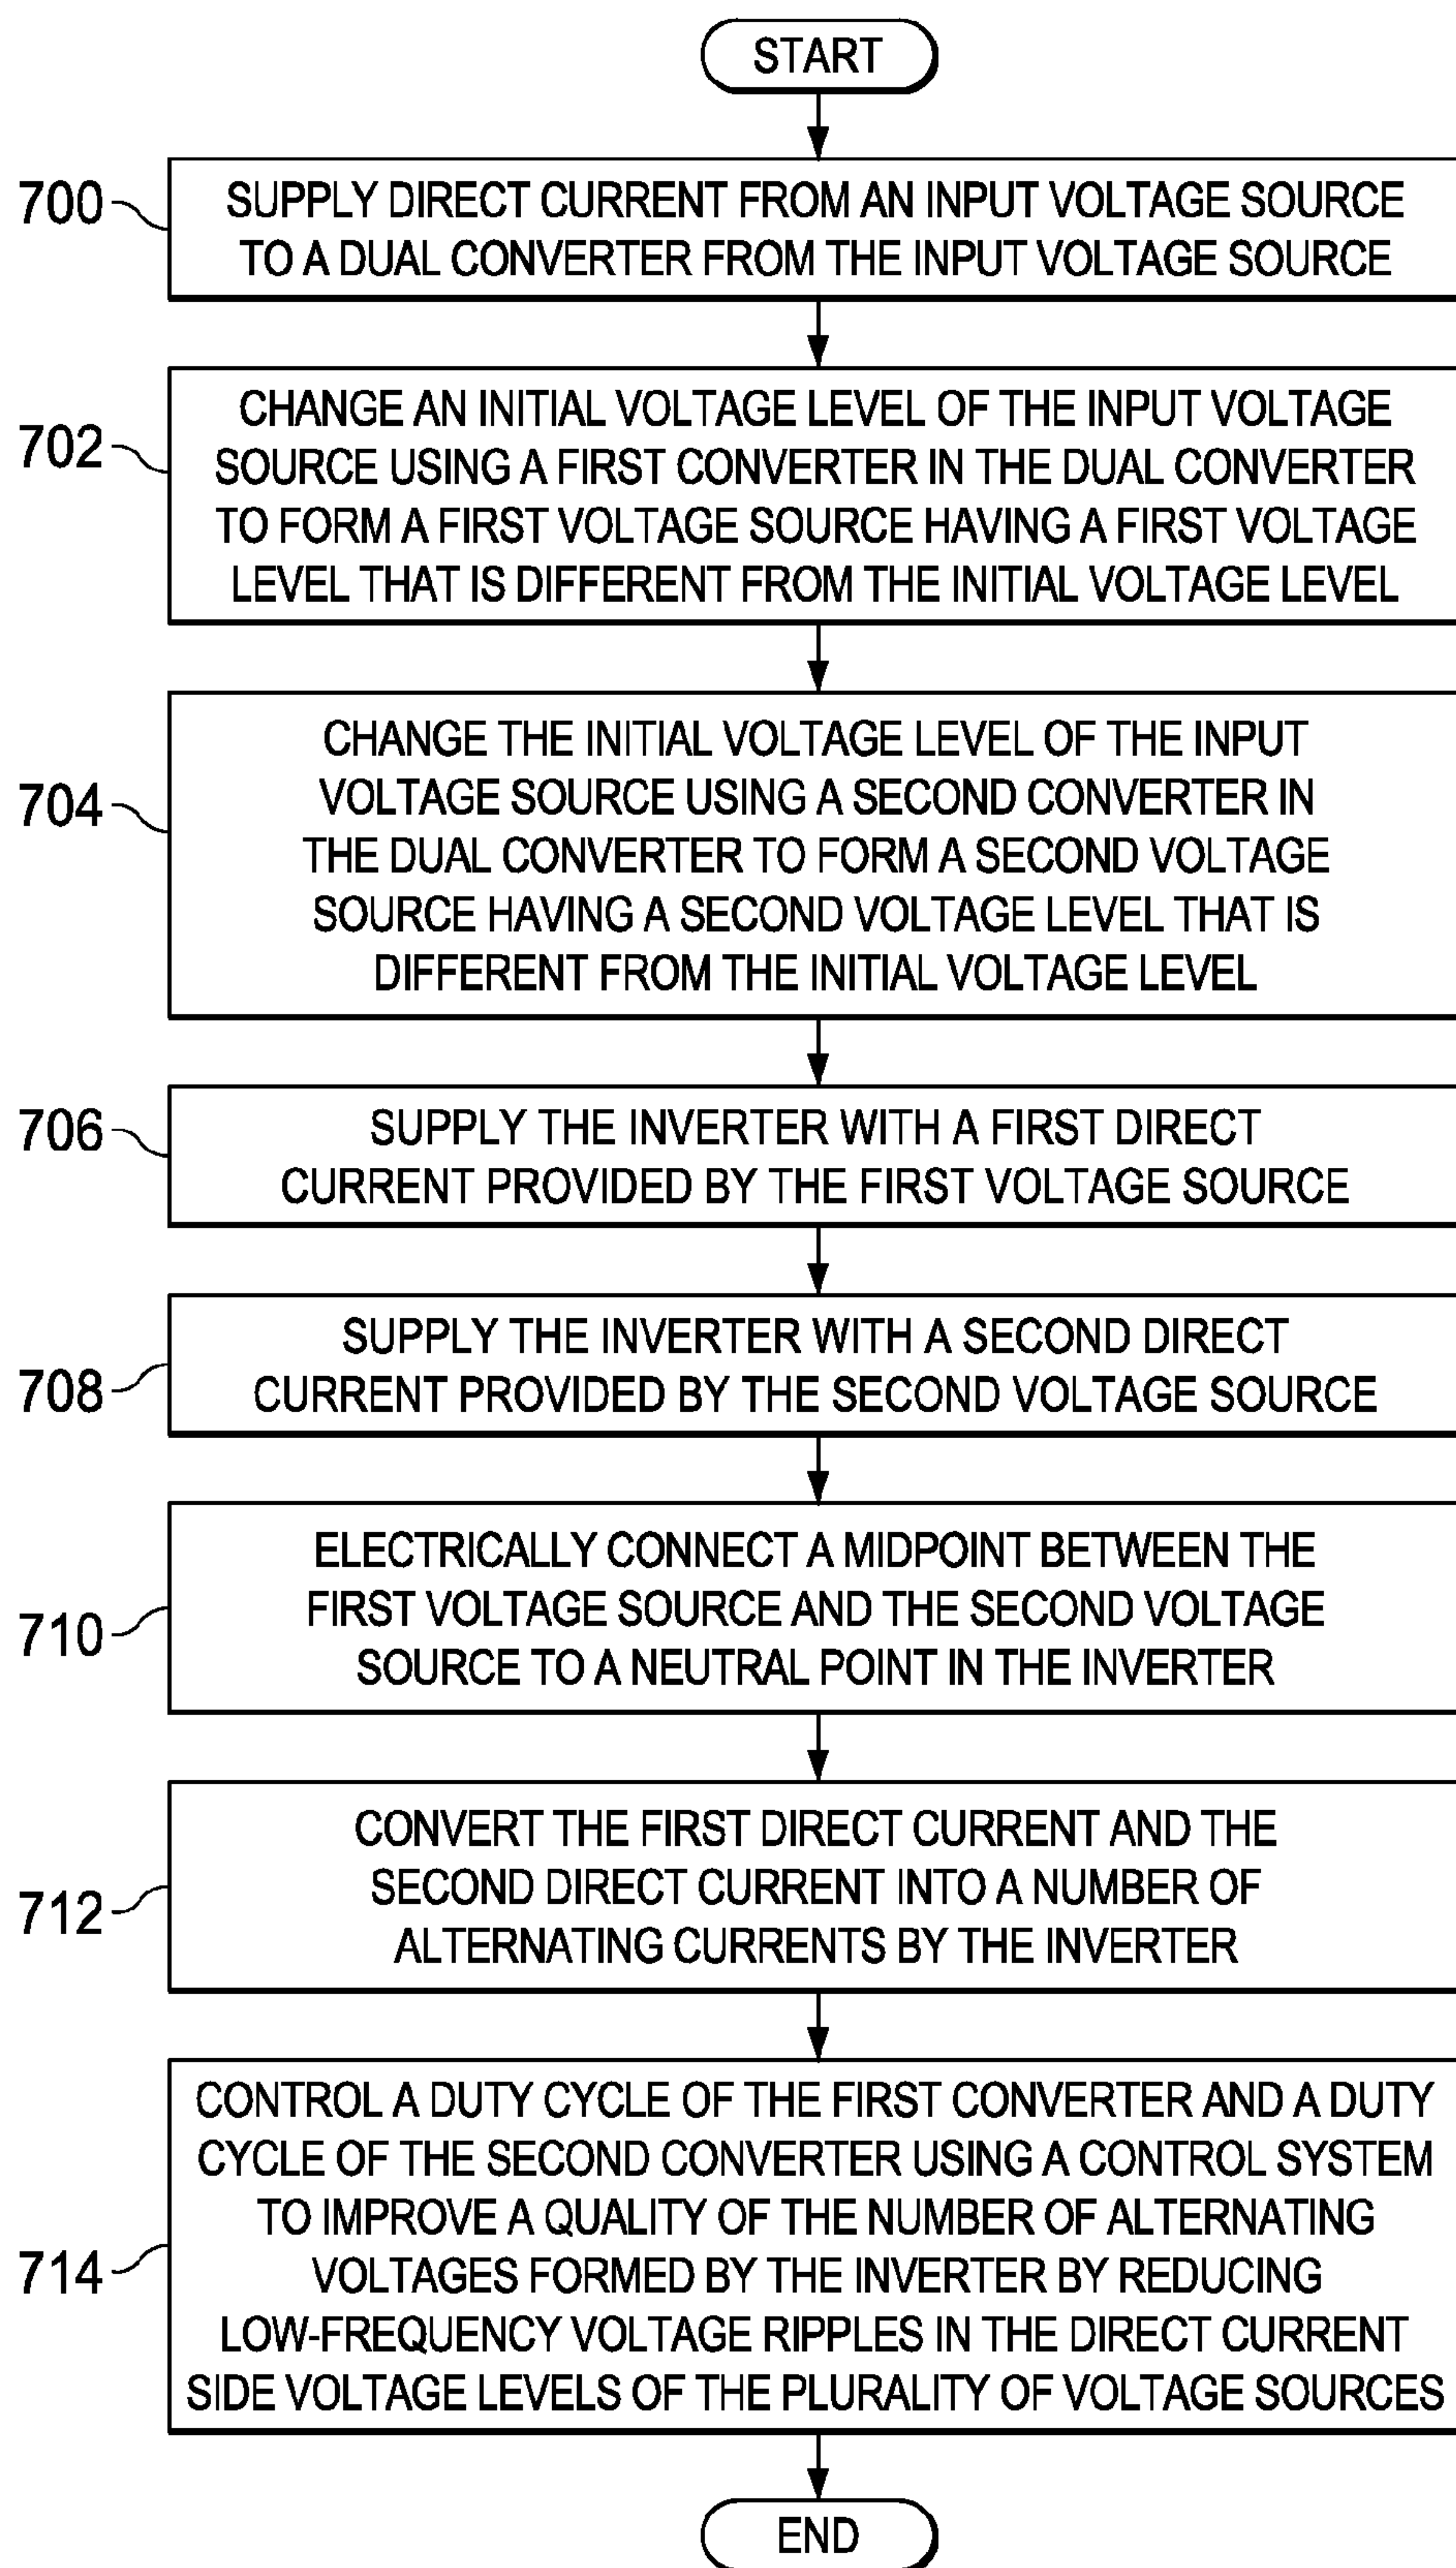 START
700
SUPPLY DIRECT CURRENT FROM AN INPUT VOLTAGE SOURCE
TO A DUAL CONVERTER FROM THE INPUT VOLTAGE SOURCE
702
CHANGE AN INITIAL VOLTAGE LEVEL OF THE INPUT VOLTAGE
SOURCE USING A FIRST CONVERTER IN THE DUAL CONVERTER
TO FORM A FIRST VOLTAGE SOURCE HAVING A FIRST VOLTAGE
LEVEL THAT IS DIFFERENT FROM THE INITIAL VOLTAGE LEVEL
704
CHANGE THE INITIAL VOLTAGE LEVEL OF THE INPUT
VOLTAGE SOURCE USING A SECOND CONVERTER IN
THE DUAL CONVERTER TO FORM A SECOND VOLTAGE
SOURCE HAVING A SECOND VOLTAGE LEVEL THAT IS
DIFFERENT FROM THE INITIAL VOLTAGE LEVEL
706
SUPPLY THE INVERTER WITH A FIRST DIRECT
CURRENT PROVIDED BY THE FIRST VOLTAGE SOURCE
708
SUPPLY THE INVERTER WITH A SECOND DIRECT
CURRENT PROVIDED BY THE SECOND VOLTAGE SOURCE
710
ELECTRICALLY CONNECT A MIDPOINT BETWEEN THE
FIRST VOLTAGE SOURCE AND THE SECOND VOLTAGE
SOURCE TO A NEUTRAL POINT IN THE INVERTER
712
CONVERT THE FIRST DIRECT CURRENT AND THE
SECOND DIRECT CURRENT INTO A NUMBER OF
ALTERNATING CURRENTS BY THE INVERTER
714
CONTROL A DUTY CYCLE OF THE FIRST CONVERTER AND A DUTY
CYCLE OF THE SECOND CONVERTER USING A CONTROL SYSTEM
TO IMPROVE A QUALITY OF THE NUMBER OF ALTERNATING
VOLTAGES FORMED BY THE INVERTER BY REDUCING
LOW-FREQUENCY VOLTAGE RIPPLES IN THE DIRECT CURRENT
SIDE VOLTAGE LEVELS OF THE PLURALITY OF VOLTAGE SOURCES
END